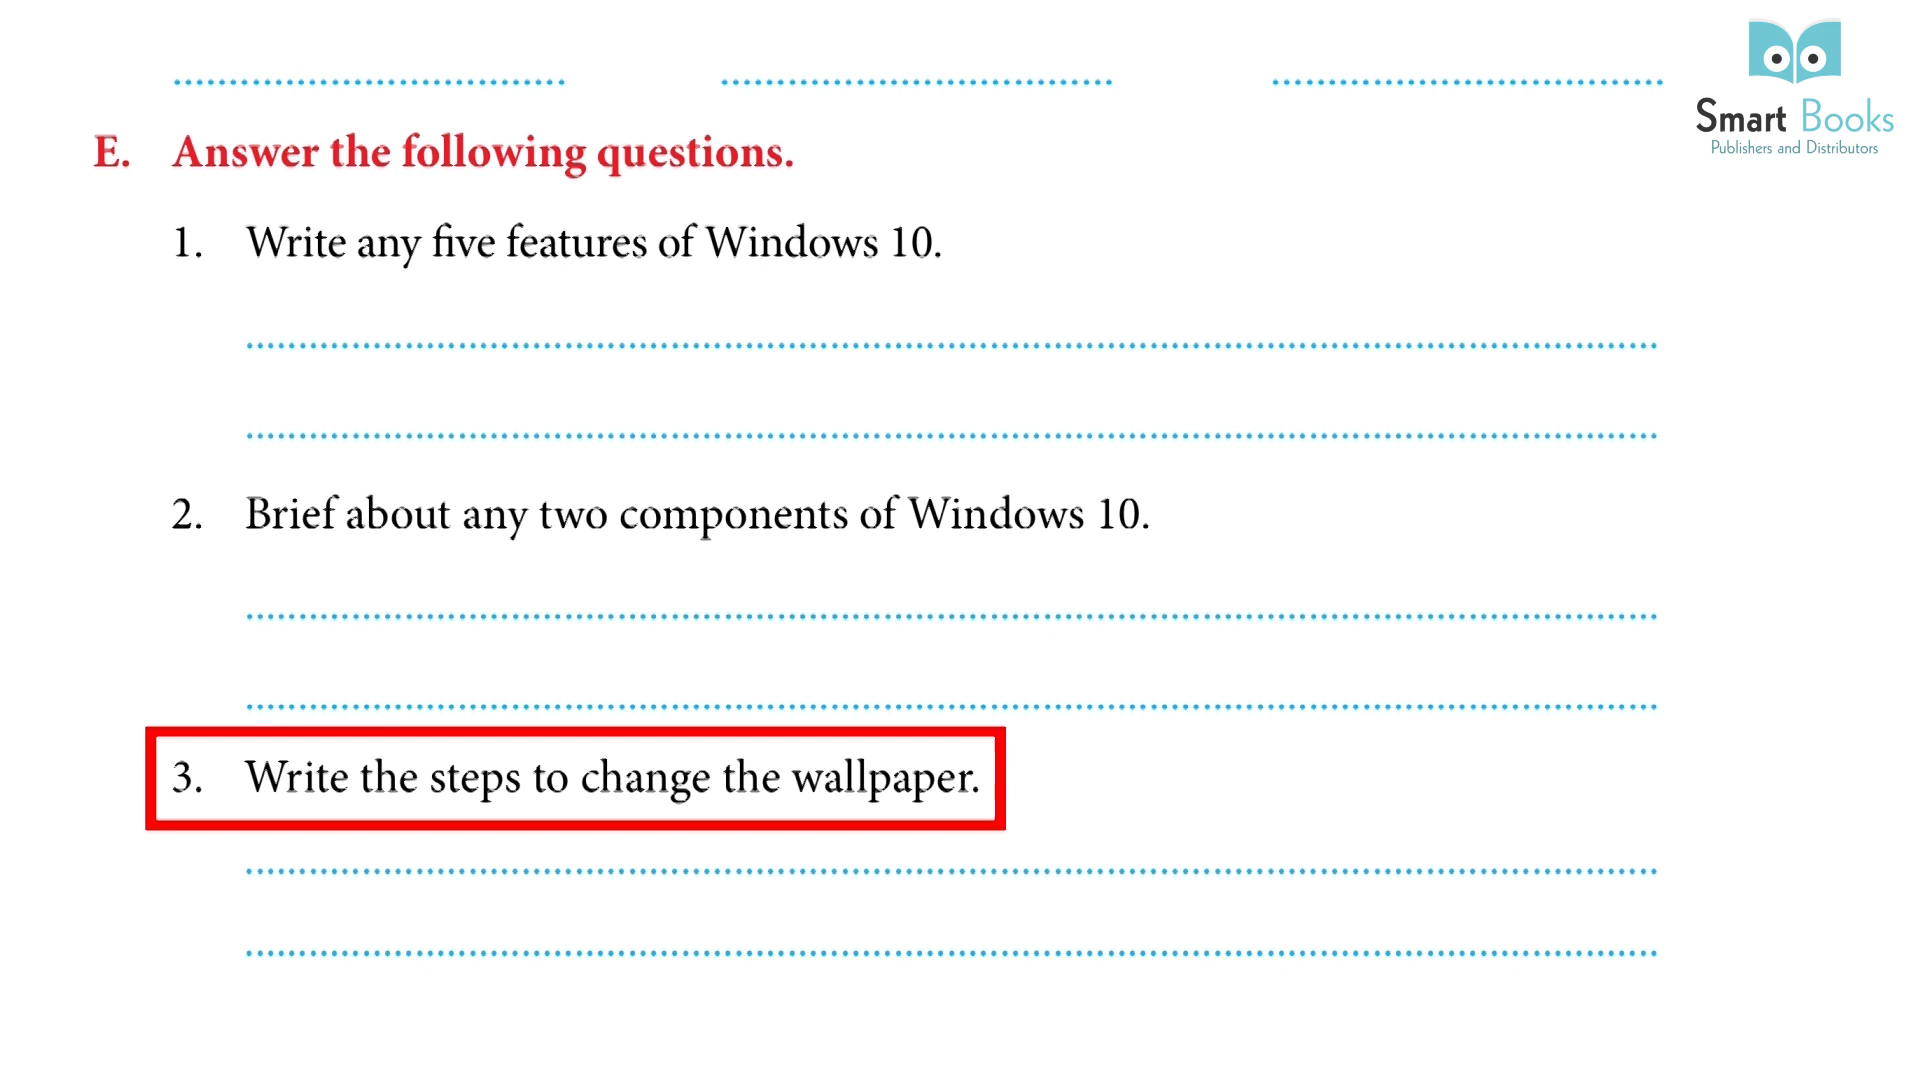 Smart Books
Publishers and Distributors
E. Answer the following questions.
1. Write any five features of Windows 10.
2. Brief about any two components of Windows 10.
3. Write the steps to change the wallpaper.